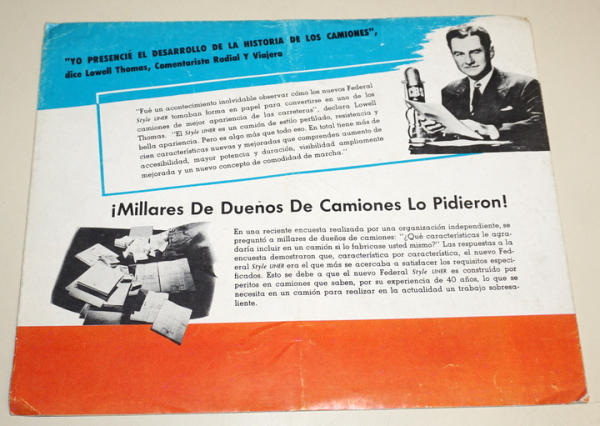 "YO PRESENCIÉ EL DESARROLLO DE LA HISTORIA DE LOS CAMIONES",
dice Lowell Thomas, Comentarista Radial Y Viajero
"Fué un acontecimiento inolvidable observar cómo los nuevos Federal
Style LINER tomaban forma en papel para convertirse en uno de los
camiones de mejor apariencia de las carreteras", declara Lowell
Thomas. "El Style LINER es un camión de estilo perfilado, resistencia y
bella apariencia. Pero es algo más que todo eso. En total tiene más de
cien características nuevas y mejoradas que comprenden aumento de
accesibilidad, mayor potencia y duración, visibilidad ampliamente
mejorada y un nuevo concepto de comodidad de marcha."
CBS
¡Millares De Dueños De Camiones Lo Pidieron!
En una reciente encuesta realizada por una organización independiente, se
preguntó a millares de dueños de camiones: "¿Qué características le agra-
daría incluir en un camión si lo fabricase usted mismo?" Las respuestas a la
encuesta demostraron que, característica por característica, el nuevo Fed-
eral Style LINER era el que más se acercaba a satisfacer los requisitos especi-
ficados. Esto se debe a que el nuevo Federal Style LINER es construído por
peritos en camiones que saben, por su experiencia de 40 años, lo que se
necesita en un camión para realizar en la actualidad un trabajo sobresa-
liente.